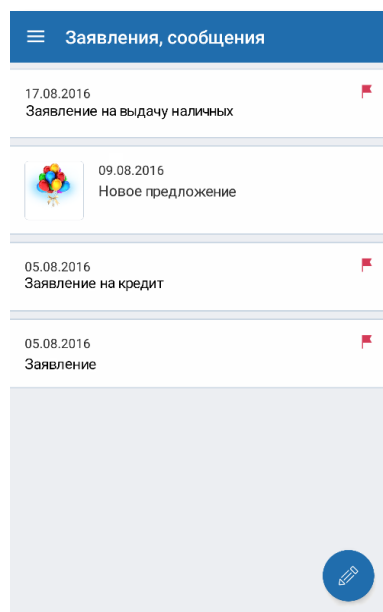 Заявления, сообщения
17.08.2016
Заявление на выдачу наличных
09.08.2016
Новое предложение
05.08.2016
Заявление на кредит
05.08.2016
Заявление